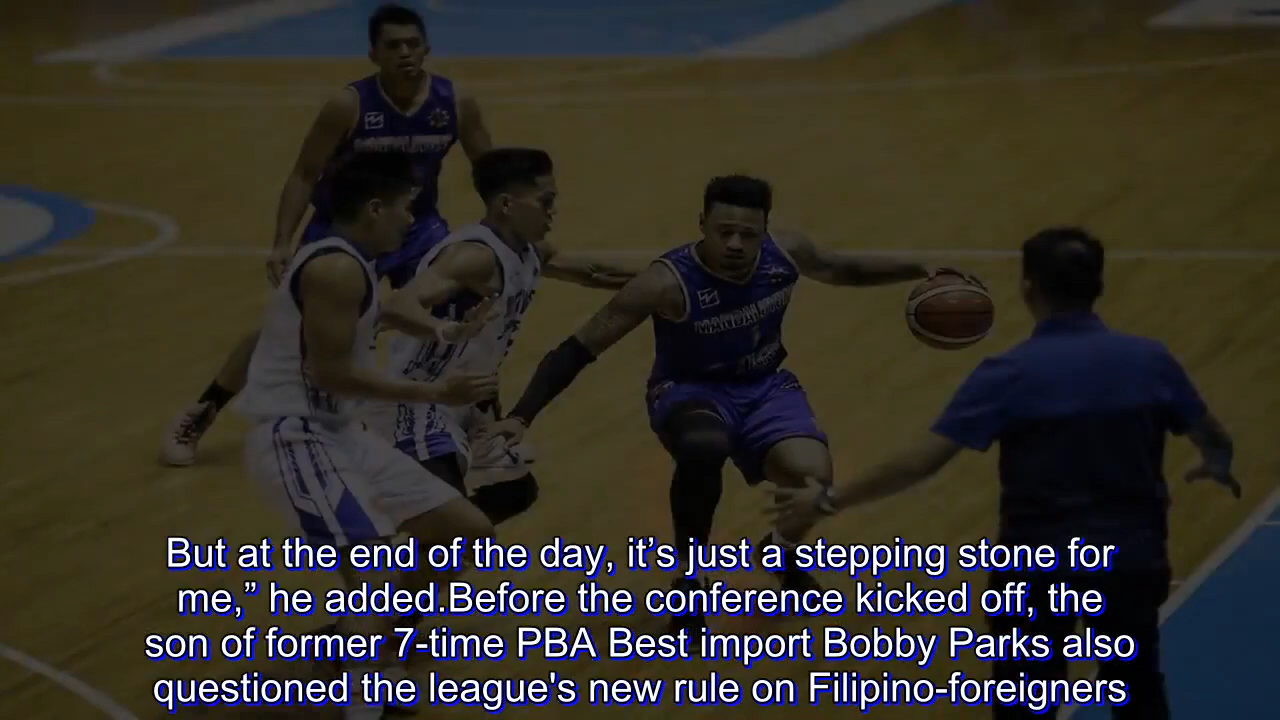 MANDALUYONG
But at the end of the day, it’s just a stepping stone for
me,” he added.Before the conference kicked off, the
son of former 7-time PBA Best import Bobby Parks also
questioned the league's new rule on Filipino-foreigners